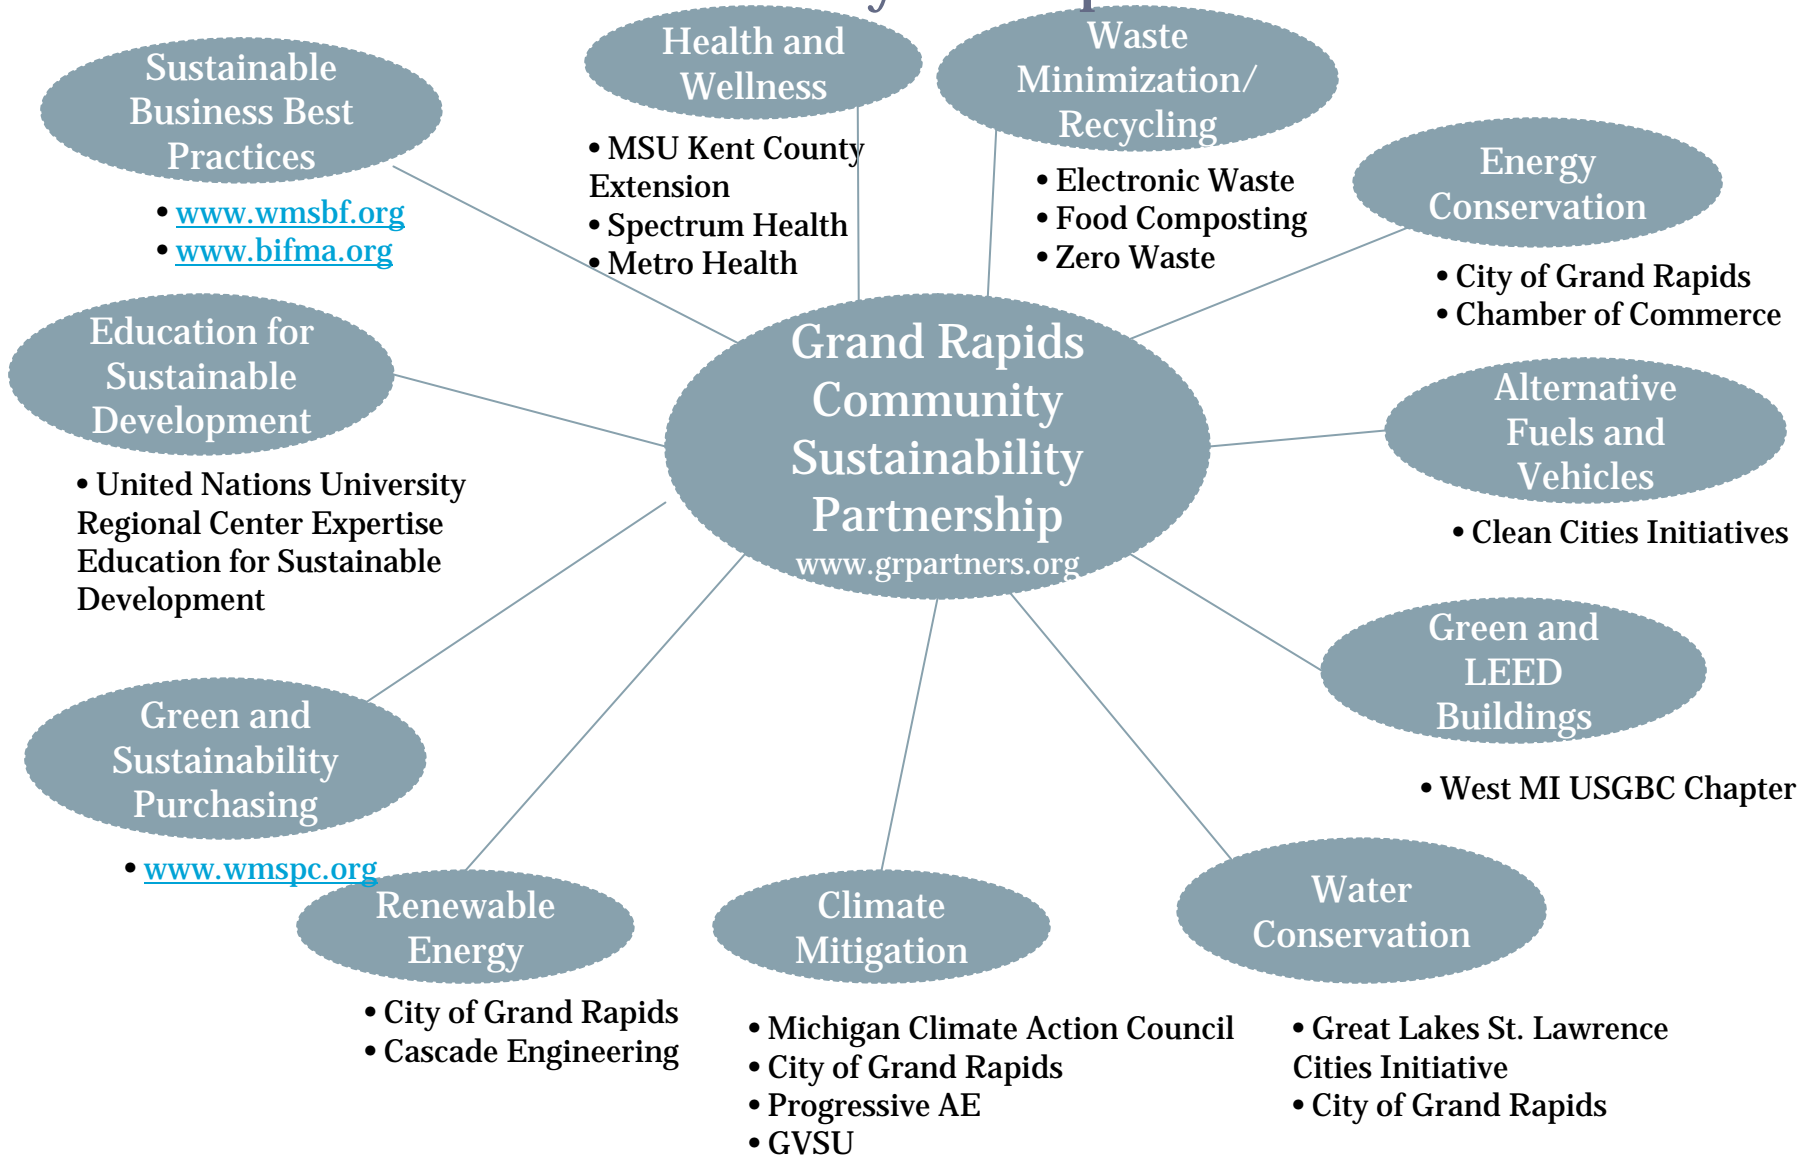 Health and
Wellness
• MSU Kent County
Extension
• Spectrum Health
• Metro Health
Waste
Minimization/
Recycling
• Electronic Waste
• Food Composting
• Zero Waste
Sustainable
Business Best
Practices
• www.wmsbf.org
• www.bifma.org
Energy
Conservation
• City of Grand Rapids
• Chamber of Commerce
Education for
Sustainable
Development
• United Nations University
Regional Center Expertise
Education for Sustainable
Development
Grand Rapids
Community
Sustainability
Partnership
www.grpartners.org
Alternative
Fuels and
Vehicles
• Clean Cities Initiatives
Green and
LEED
Buildings
• West MI USGBC Chapter
Green and
Sustainability
Purchasing
• www.wmspc.org
Renewable
Energy
• City of Grand Rapids
• Cascade Engineering
Climate
Mitigation
• Michigan Climate Action Council
• City of Grand Rapids
• Progressive AE
• GVSU
Water
Conservation
• Great Lakes St. Lawrence
Cities Initiative
• City of Grand Rapids